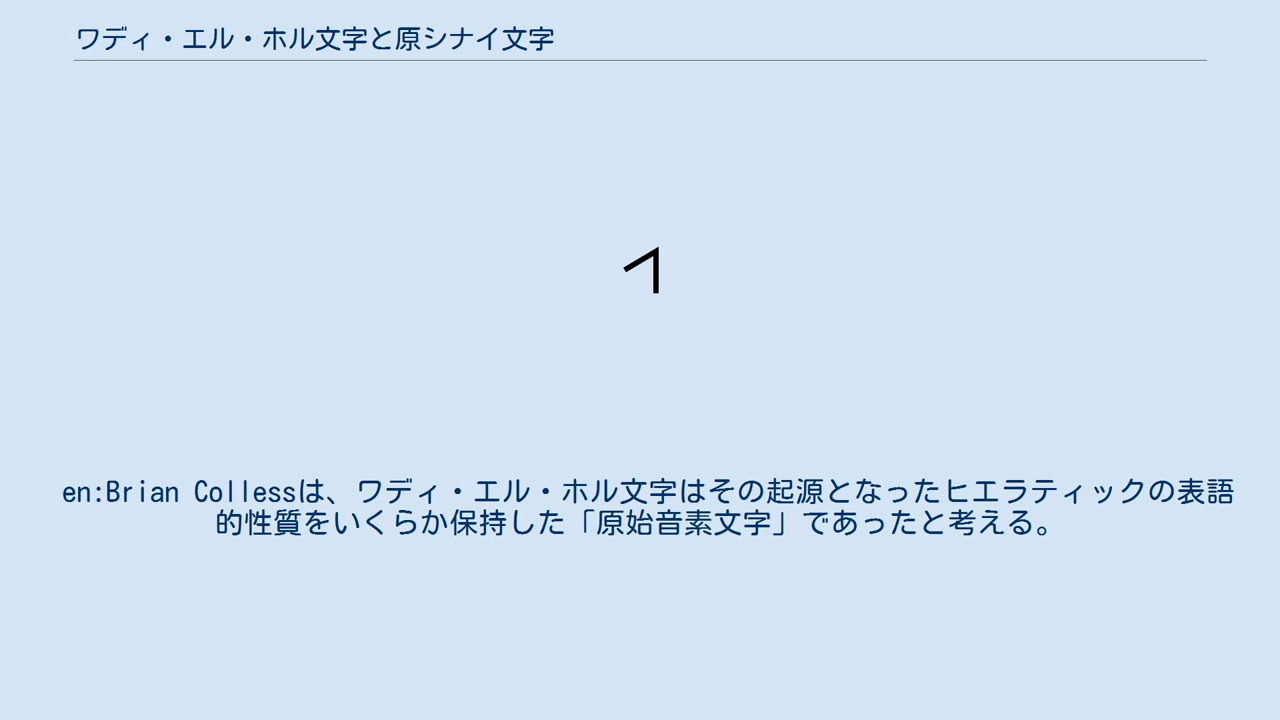 ワディ・エル・ホル文字と原シナイ文字
en:Brian Collessは、ワディ・エル・ホル文字はその起源となったヒエラティックの表語
的性質をいくらか保持した「原始音素文字」であったと考える。